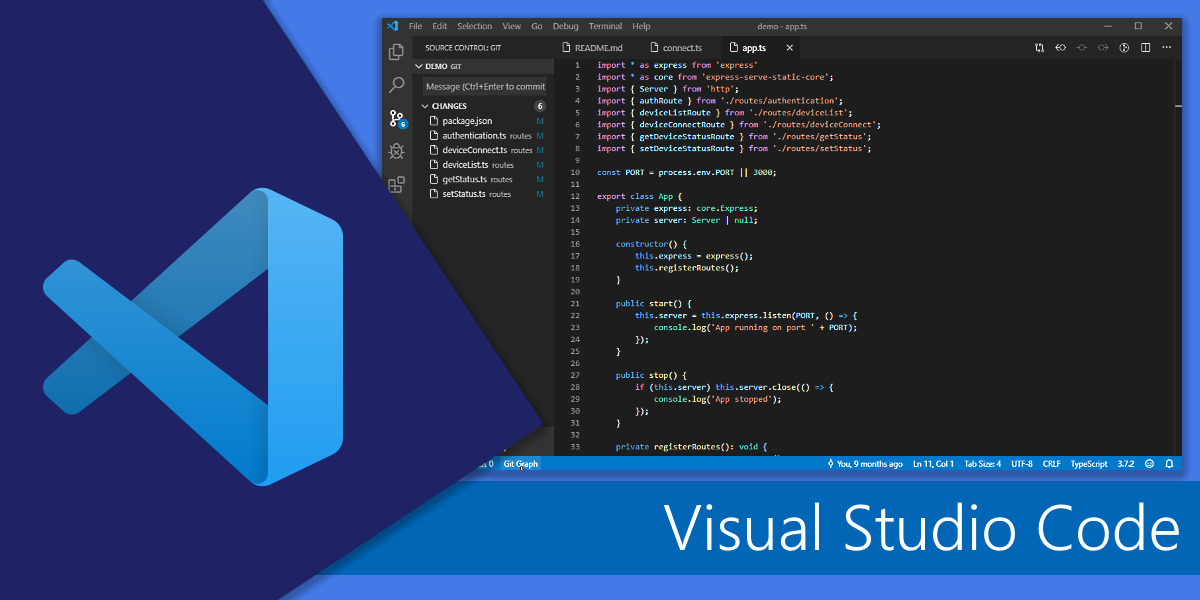 File Edit Selection View Go Debug Terminal Help
demo - app.ts
SOURCE CONTROL: GIT
README.md
connect.ts
app.ts
DEMO GIT
Message (Ctrl+Enter to commit
CHANGES 6
package.json M
authentication.ts routes M
deviceConnect.ts routes M
deviceList.ts routes M
getStatus.ts routes M
setStatus.ts routes M
6
1 import * as express from 'express'
2 import * as core from 'express-serve-static-core';
3 import { Server } from 'http';
4 import { authRoute } from './routes/authentication';
5 import { deviceListRoute } from './routes/deviceList';
6 import { deviceConnectRoute } from './routes/deviceConnect';
7 import { getDeviceStatusRoute } from './routes/getStatus';
8 import { setDeviceStatusRoute } from './routes/setStatus';
9
10 const PORT = process.env.PORT || 3000;
11
12 export class App {
13 private express: core.Express;
14 private server: Server | null;
15
16 constructor() {
17 this.express = express();
18 this.registerRoutes();
19 }
20
21 public start() {
22 this.server = this.express.listen(PORT, () => {
23 console.log('App running on port ' + PORT);
24 });
25 }
26
27 public stop() {
28 if (this.server) this.server.close(() => {
29 console.log('App stopped');
30 });
31 }
32
33 private registerRoutes(): void {
0 Git Graph
You, 9 months ago Ln 11, Col 1 Tab Size: 4 UTF-8 CRLF TypeScript 3.7.2
Visual Studio Code